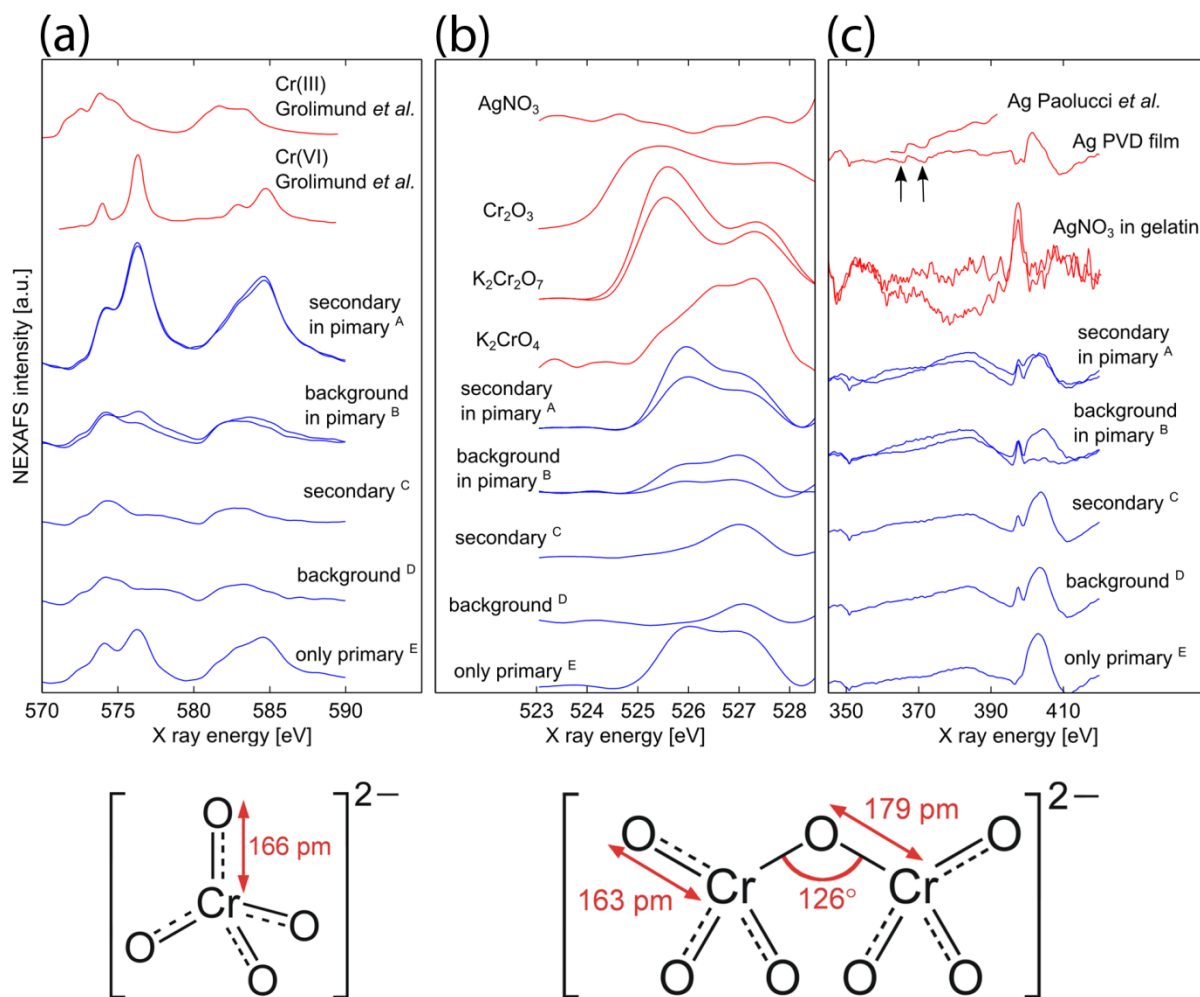 (a)
(b)
(c)
NEXAFS intensity [a.u.]
Cr(III)
Grolimund et al.
Cr(VI)
Grolimund et al.
secondary
in pimary A
background
in pimary B
secondary C
background D
only primary E
570 575 580 585 590
X ray energy [eV]
AgNO3
Cr2O3
K2Cr2O7
K2CrO4
secondary
in pimary A
background
in pimary B
secondary C
background D
only primary E
523 524 525 526 527 528
X ray energy [eV]
Ag Paolucci et al.
Ag PVD film
AgNO3 in gelatin
secondary
in pimary A
background
in pimary B
secondary C
background D
only primary E
350 370 390 410
X ray energy [eV]
2−
O
166 pm
Cr
O
O
O
2−
O
O
179 pm
O
163 pm
Cr
126°
Cr
O
O
O
O